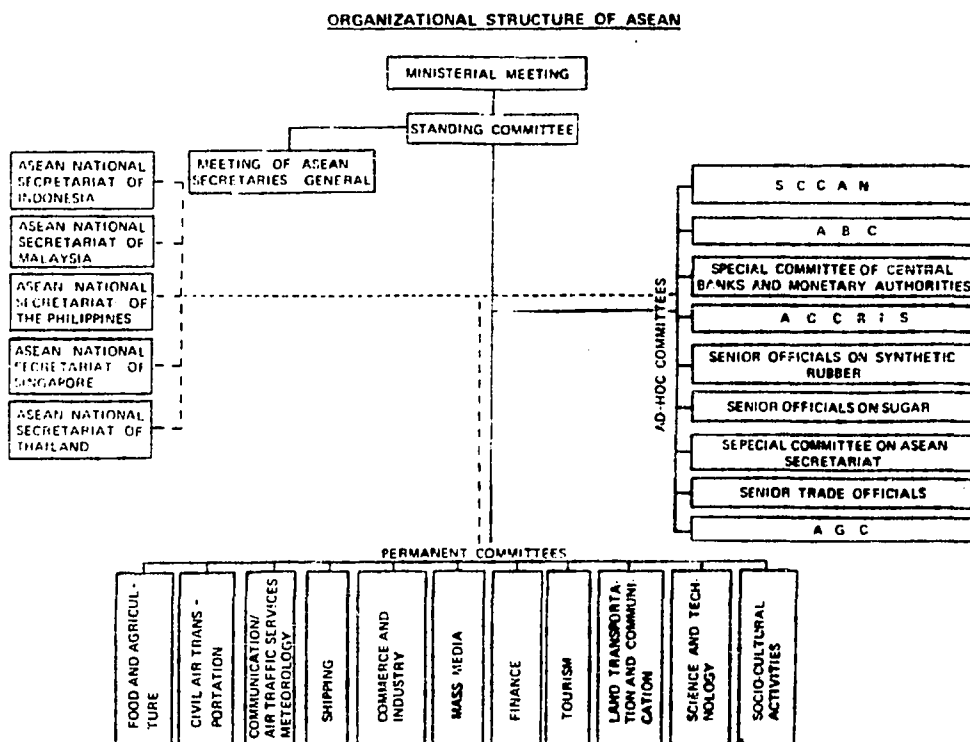 ORGANIZATIONAL STRUCTURE OF ASEAN
MINISTERIAL MEETING
STANDING COMMITTEE
MEETING OF ASEAN
SECRETARIES GENERAL
ASEAN NATIONAL
SECRETARIAT OF
INDONESIA
ASEAN NATIONAL
SECRETARIAT OF
MALAYSIA
ASEAN NATIONAL
SECRETARIAT OF
THE PHILIPPINES
ASEAN NATIONAL
SECRETARIAT OF
SINGAPORE
ASEAN NATIONAL
SECRETARIAT OF
THAILAND
AD-HOC COMMITTEES
S C C A N
A B C
SPECIAL COMMITTEE OF CENTRAL
BANKS AND MONETARY AUTHORITIES
A C C R I S
SENIOR OFFICIALS ON SYNTHETIC
RUBBER
SENIOR OFFICIALS ON SUGAR
SEPECIAL COMMITTEE ON ASEAN
SECRETARIAT
SENIOR TRADE OFFICIALS
A G C
PERMANENT COMMITTEES
FOOD AND AGRICUL-
TURE
CIVIL AIR TRANS-
PORTATION
COMMUNICATION/
AIR TRAFFIC SERVICES
METEOROLOGY
SHIPPING
COMMERCE AND
INDUSTRY
MASS MEDIA
FINANCE
TOURISM
LAND TRANSPORTA-
TION AND COMMUNI-
CATION
SCIENCE AND TECH-
NOLOGY
SOCIO-CULTURAL
ACTIVITIES